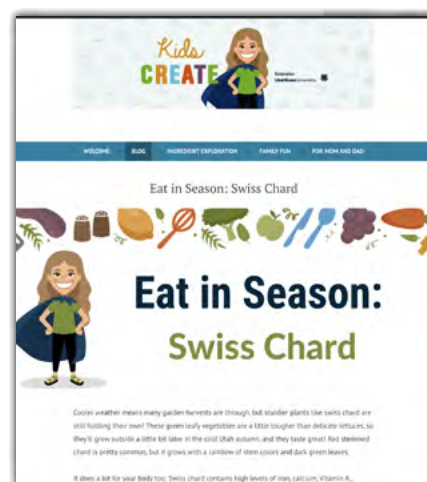 Kids
CREATE
Extension
UtahStateUniversity
WELCOME BLOG INGREDIENT EXPLORATION FAMILY FUN FOR MOM AND DAD
Eat in Season: Swiss Chard
Eat in Season:
Swiss Chard
Cooler weather means many garden harvests are through, but stander plants like swiss chard are
still holding their own! These green leafy vegetables are a little tougher than delicate lettuces, so
they'll grow outside a little bit later in the cold Utah autumn, and they taste great! Red stemmed
chard is pretty common, but it grows with a rainbow of stem colors and dark green leaves.
It does a lot for your body too; Swiss chard contains high levels of iron, calcium, Vitamin A,